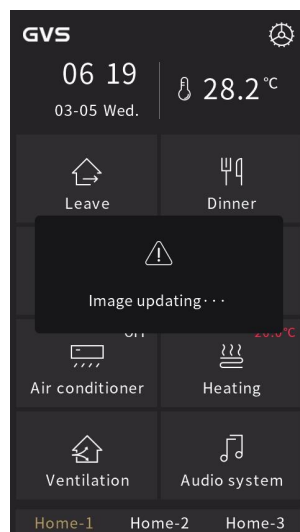 GVS
06 19
03-05 Wed.
28.2°C
Leave
Dinner
Image updating···
Air conditioner
Heating
Ventilation
Audio system
Home-1
Home-2
Home-3